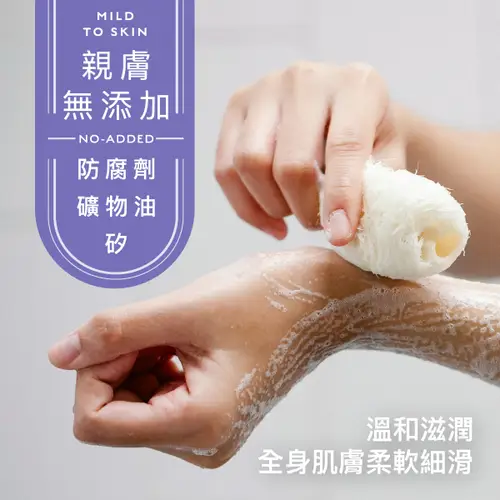 MILD
TO SKIN
親膚
無添加
NO-ADDED
防腐劑
礦物油
矽
溫和滋潤
全身肌膚柔軟細滑